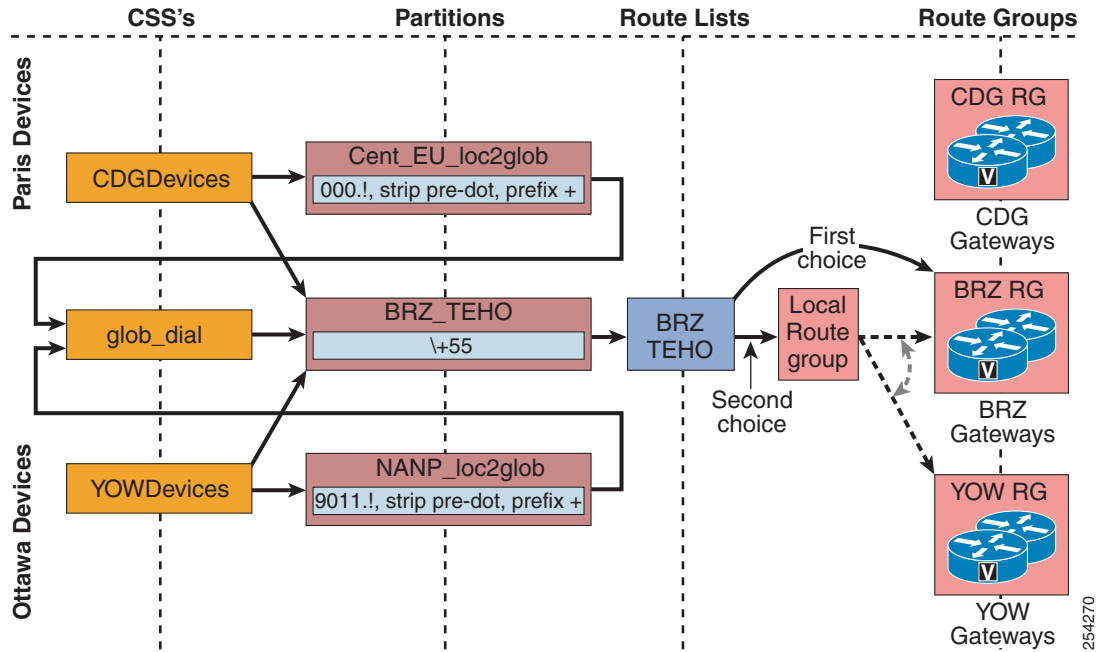 CSS's
Partitions
Route Lists
Route Groups
Paris Devices
CDGDevices
Cent_EU_loc2glob
000.!, strip pre-dot, prefix +
CDG RG
V
CDG
Gateways
First
choice
glob_dial
BRZ_TEHO
\+55
BRZ
TEHO
Local
Route
group
BRZ RG
V
BRZ
Gateways
Second
choice
Ottawa Devices
YOWDevices
NANP_loc2glob
9011.!, strip pre-dot, prefix +
YOW RG
V
YOW
Gateways
254270